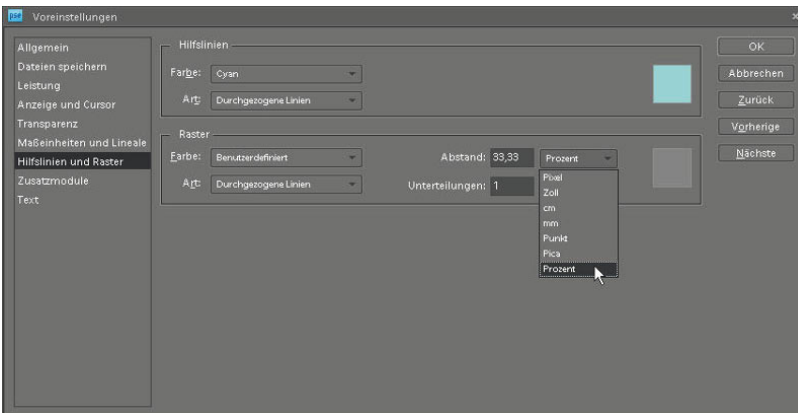 pse Voreinstellungen
Allgemein
Dateien speichern
Leistung
Anzeige und Cursor
Transparenz
Maßeinheiten und Lineale
Hilfslinien und Raster
Zusatzmodule
Text
Hilfslinien
Farbe: Cyan
Art: Durchgezogene Linien
Raster
Farbe: Benutzerdefiniert
Art: Durchgezogene Linien
Abstand: 33,33 Prozent
Unterteilungen: 1
Pixel
Zoll
cm
mm
Punkt
Pica
Prozent
OK
Abbrechen
Zurück
Vorherige
Nächste